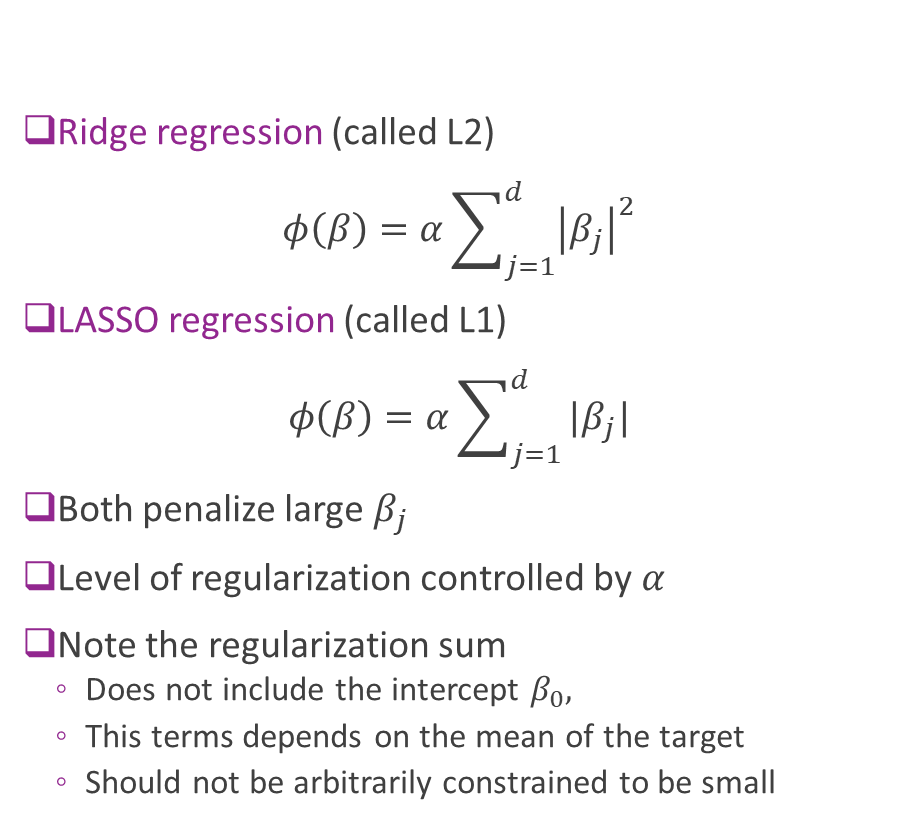 ❑Ridge regression (called L2)
𝜙(𝛽) = 𝛼 ∑_{𝑗=1}^{𝑑} |𝛽_𝑗|^2
❑LASSO regression (called L1)
𝜙(𝛽) = 𝛼 ∑_{𝑗=1}^{𝑑} |𝛽_𝑗|
❑Both penalize large 𝛽_𝑗
❑Level of regularization controlled by 𝛼
❑Note the regularization sum
◦ Does not include the intercept 𝛽_0,
◦ This terms depends on the mean of the target
◦ Should not be arbitrarily constrained to be small